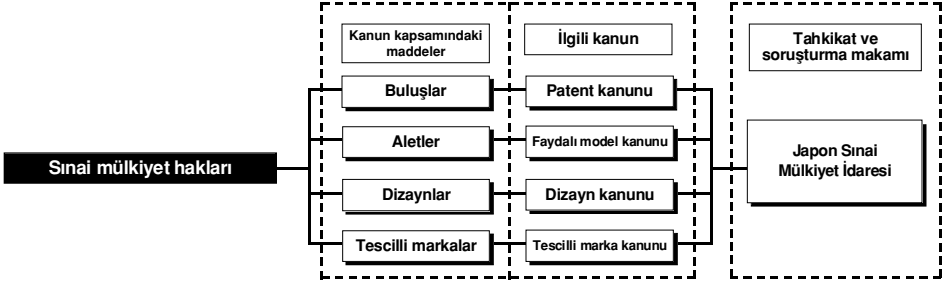 Kanun kapsamındaki
maddeler
İlgili kanun
Tahkikat ve
soruşturma makamı
Sınai mülkiyet hakları
Buluşlar
Patent kanunu
Aletler
Faydalı model kanunu
Dizaynlar
Dizayn kanunu
Tescilli markalar
Tescilli marka kanunu
Japon Sınai
Mülkiyet İdaresi